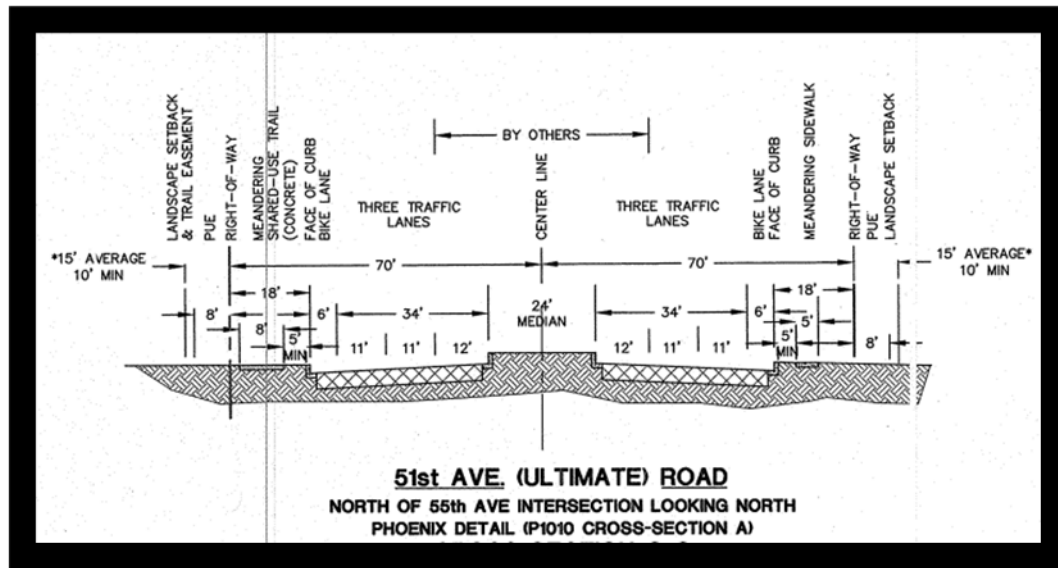 LANDSCAPE SETBACK
& TRAIL EASEMENT
PUE
RIGHT-OF-WAY
MEANDERING
SHARED-USE TRAIL
(CONCRETE)
FACE OF CURB
BIKE LANE
BY OTHERS
THREE TRAFFIC
LANES
CENTER LINE
THREE TRAFFIC
LANES
BIKE LANE
FACE OF CURB
MEANDERING SIDEWALK
RIGHT-OF-WAY
PUE
LANDSCAPE SETBACK
*15' AVERAGE
10' MIN
70'
70'
15' AVERAGE*
10' MIN
18'
18'
8'
6'
34'
24'
MEDIAN
34'
6'
5'
8'
8'
5'
MIN
11'
11'
12'
12'
11'
11'
5'
MIN
51st AVE. (ULTIMATE) ROAD
NORTH OF 55th AVE INTERSECTION LOOKING NORTH
PHOENIX DETAIL (P1010 CROSS-SECTION A)